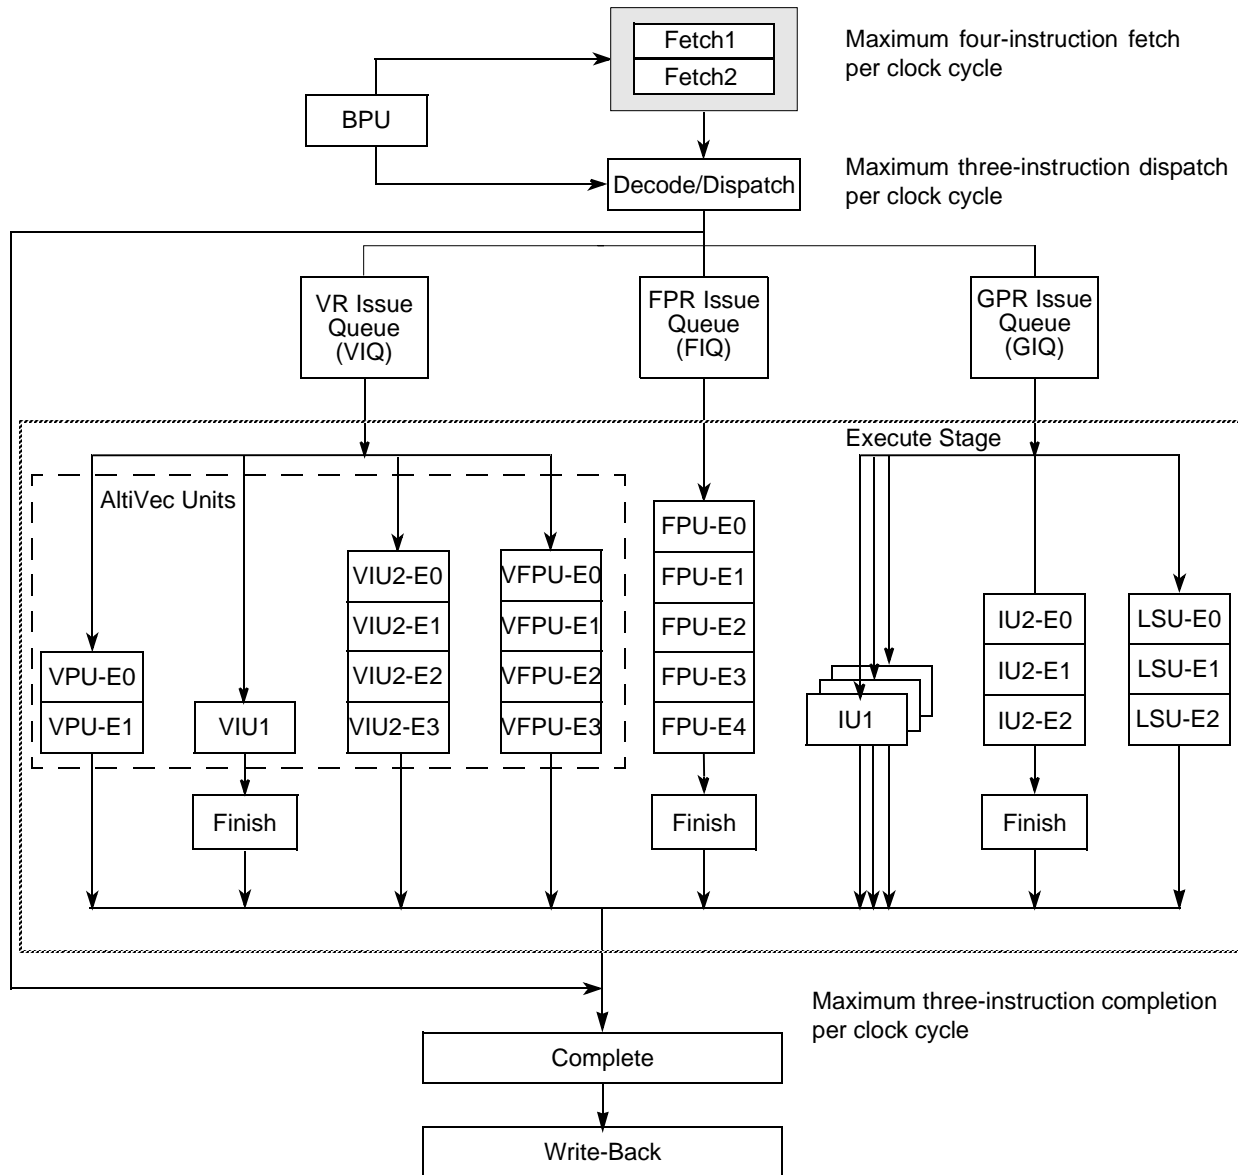 Fetch1
Fetch2
Maximum four-instruction fetch
per clock cycle
BPU
Decode/Dispatch
Maximum three-instruction dispatch
per clock cycle
VR Issue
Queue
(VIQ)
FPR Issue
Queue
(FIQ)
GPR Issue
Queue
(GIQ)
Execute Stage
AltiVec Units
VPU-E0
VPU-E1
VIU1
VIU2-E0
VIU2-E1
VIU2-E2
VIU2-E3
VFPU-E0
VFPU-E1
VFPU-E2
VFPU-E3
FPU-E0
FPU-E1
FPU-E2
FPU-E3
FPU-E4
IU1
IU2-E0
IU2-E1
IU2-E2
LSU-E0
LSU-E1
LSU-E2
Finish
Finish
Finish
Maximum three-instruction completion
per clock cycle
Complete
Write-Back